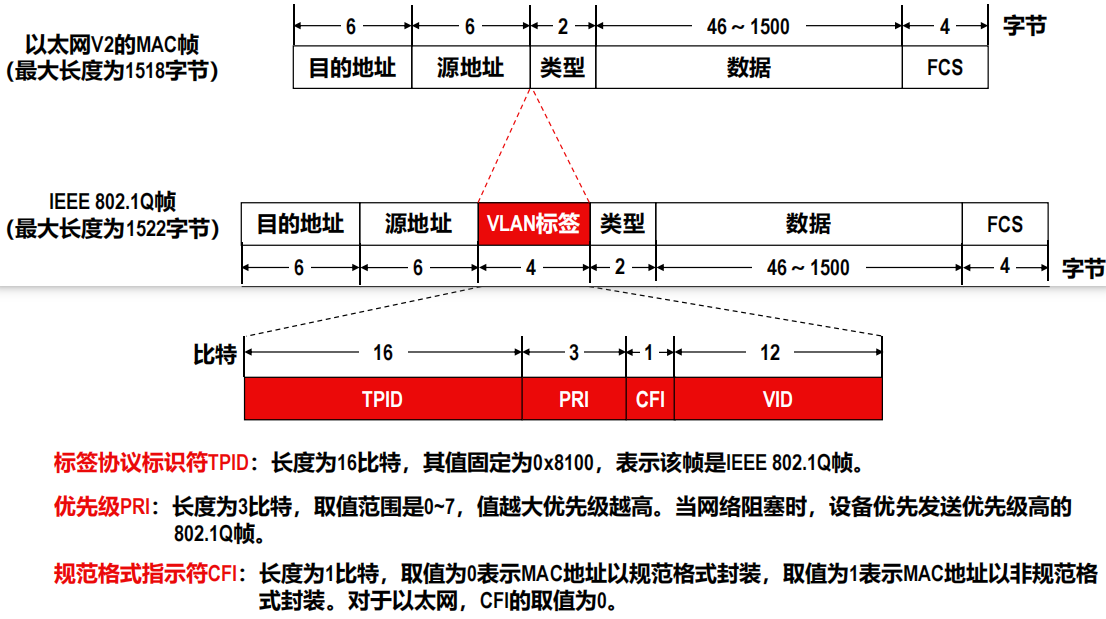 6 6 2 46～1500 4 字节
以太网V2的MAC帧
(最大长度为1518字节)
目的地址 源地址 类型 数据 FCS
IEEE 802.1Q帧
(最大长度为1522字节)
目的地址 源地址 VLAN标签 类型 数据 FCS
6 6 4 2 46～1500 4 字节
比特 16 3 1 12
TPID PRI CFI VID
标签协议标识符TPID：长度为16比特，其值固定为0x8100，表示该帧是IEEE 802.1Q帧。
优先级PRI：长度为3比特，取值范围是0~7，值越大优先级越高。当网络阻塞时，设备优先发送优先级高的
802.1Q帧。
规范格式指示符CFI：长度为1比特，取值为0表示MAC地址以规范格式封装，取值为1表示MAC地址以非规范格
式封装。对于以太网，CFI的取值为0。